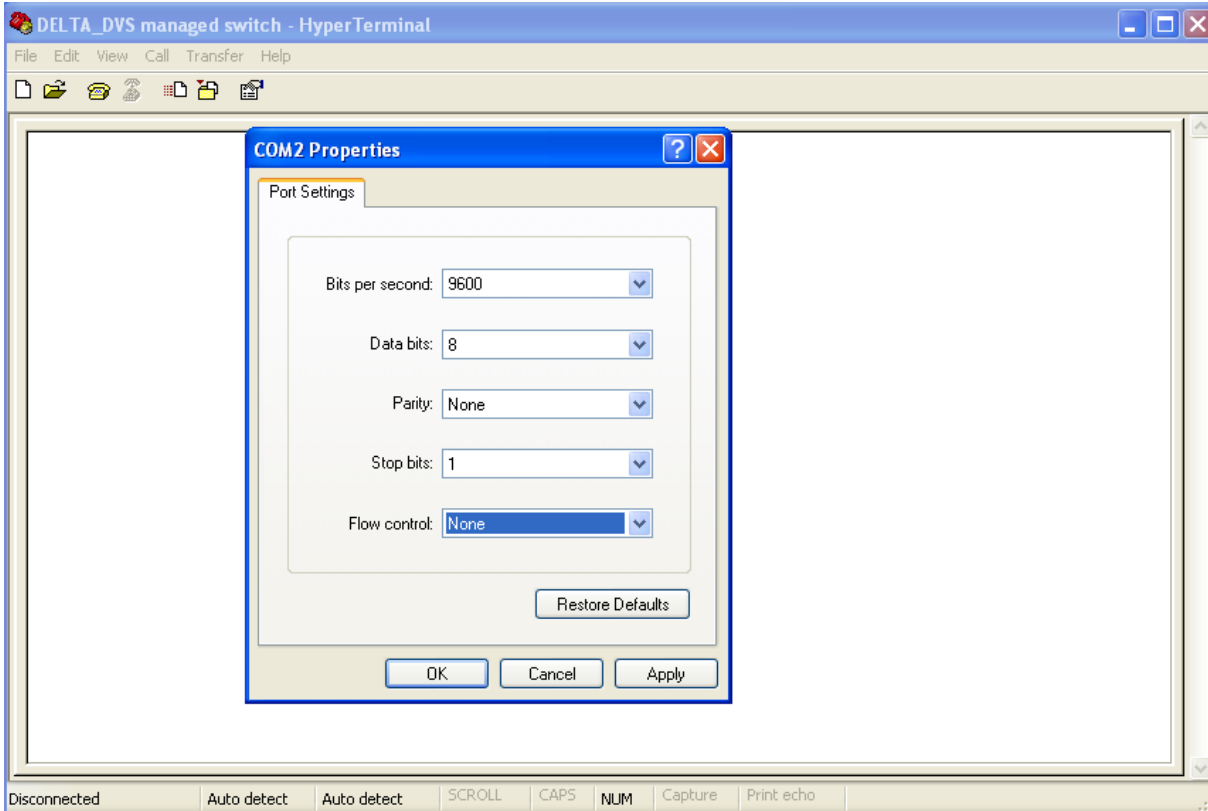 DELTA_DVS managed switch - HyperTerminal
File Edit View Call Transfer Help
COM2 Properties
Port Settings
Bits per second: 9600
Data bits: 8
Parity: None
Stop bits: 1
Flow control: None
Restore Defaults
OK Cancel Apply
Disconnected Auto detect Auto detect SCROLL CAPS NUM Capture Print echo